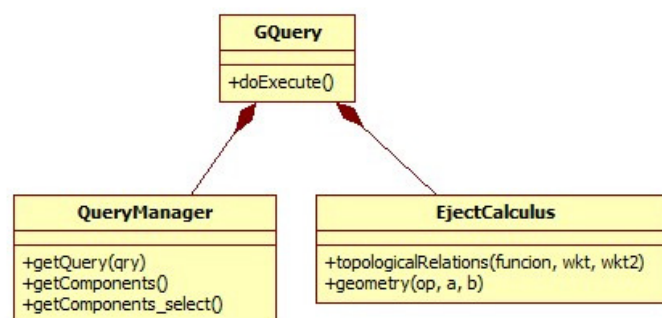 GQuery
+doExecute()
QueryManager
+getQuery(qry)
+getComponents()
+getComponents_select()
EjectCalculus
+topologicalRelations(funcion, wkt, wkt2)
+geometry(op, a, b)